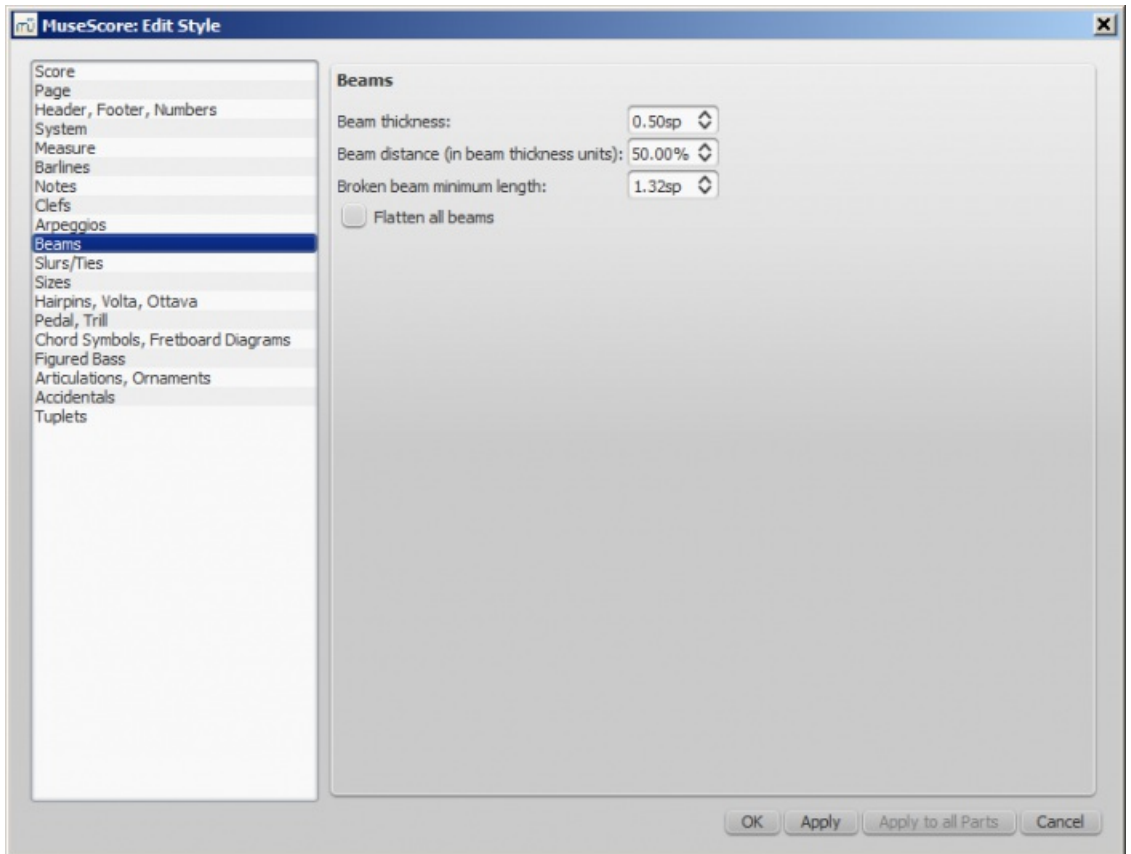 MuseScore: Edit Style
Score
Page
Header, Footer, Numbers
System
Measure
Barlines
Notes
Clefs
Arpeggios
Beams
Slurs/Ties
Sizes
Hairpins, Volta, Ottava
Pedal, Trill
Chord Symbols, Fretboard Diagrams
Figured Bass
Articulations, Ornaments
Accidentals
Tuplets
Beams
Beam thickness: 0.50sp
Beam distance (in beam thickness units): 50.00%
Broken beam minimum length: 1.32sp
Flatten all beams
OK Apply Apply to all Parts Cancel